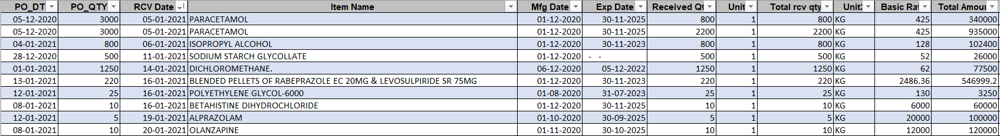 PO_DT PO_QTY RCV Date Item Name Mfg Date Exp Date Received Qt Unit Total rcv qty Unit2 Basic Rat Total Amour
05-12-2020 3000 05-01-2021 PARACETAMOL 01-12-2020 30-11-2025 800 1 800 KG 425 340000
05-12-2020 3000 05-01-2021 PARACETAMOL 01-12-2020 30-11-2025 2200 1 2200 KG 425 935000
04-01-2021 800 06-01-2021 ISOPROPYL ALCOHOL 01-12-2020 30-11-2023 800 1 800 KG 128 102400
28-12-2020 500 11-01-2021 SODIUM STARCH GLYCOLLATE 01-12-2020 - - 500 1 500 KG 52 26000
01-01-2021 1250 14-01-2021 DICHLOROMETHANE. 06-12-2020 05-12-2022 1250 1 1250 KG 62 77500
13-01-2021 220 16-01-2021 BLENDED PELLETS OF RABEPRAZOLE EC 20MG & LEVOSULPIRIDE SR 75MG 01-12-2020 30-11-2023 220 1 220 KG 2486.36 546999.2
12-01-2021 25 16-01-2021 POLYETHYLENE GLYCOL-6000 01-08-2020 31-07-2023 25 1 25 KG 130 3250
08-01-2021 10 16-01-2021 BETAHISTINE DIHYDROCHLORIDE 01-12-2020 30-11-2025 10 1 10 KG 6000 60000
12-01-2021 5 19-01-2021 ALPRAZOLAM 01-10-2020 30-09-2025 5 1 5 KG 20000 100000
08-01-2021 10 20-01-2021 OLANZAPINE 01-11-2020 30-10-2025 10 1 10 KG 12000 120000